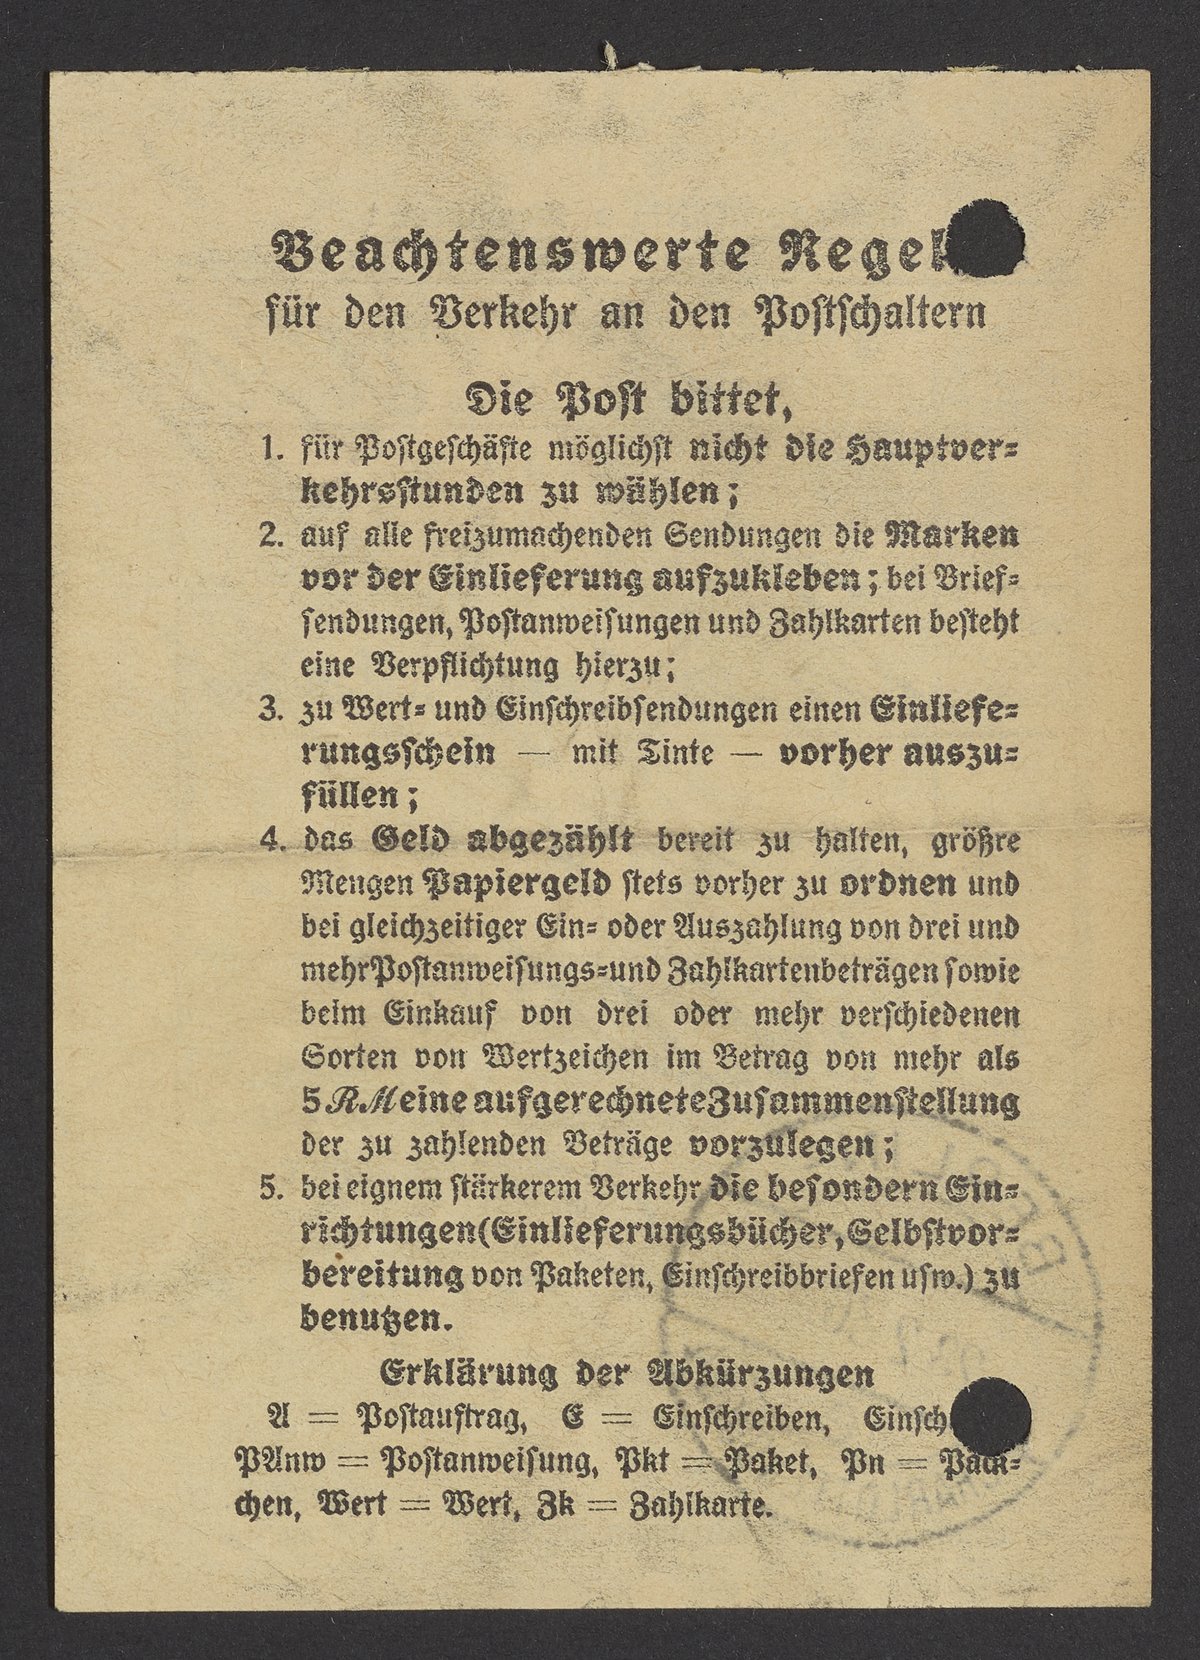 Beachtenswerte Regel
für den Verkehr an den Postschaltern
Die Post bittet,
1. für Postgeschäfte möglichst nicht die Hauptver-
kehrsstunden zu wählen;
2. auf alle freizumachenden Sendungen die Marken
vor der Einlieferung aufzukleben; bei Brief-
sendungen, Postanweisungen und Zahlkarten besteht
eine Verpflichtung hierzu;
3. zu Wert- und Einschreibsendungen einen Einliefe-
rungsschein — mit Tinte — vorher auszu-
füllen;
4. das Geld abgezählt bereit zu halten, größre
Mengen Papiergeld stets vorher zu ordnen und
bei gleichzeitiger Ein- oder Auszahlung von drei und
mehr Postanweisungs- und Zahlkartenbeträgen sowie
beim Einkauf von drei oder mehr verschiedenen
Sorten von Wertzeichen im Betrag von mehr als
5 RM eine aufgerechnete Zusammenstellung
der zu zahlenden Beträge vorzulegen;
5. bei eignem stärkerem Verkehr die besondern Ein-
richtungen (Einlieferungsbücher, Selbstvor-
bereitung von Paketen, Einschreibbriefen usw.) zu
benutzen.
Erklärung der Abkürzungen
A = Postauftrag, E = Einschreiben, Einsch
PAnw = Postanweisung, Pkt = Paket, Pn = Päck-
chen, Wert = Wert, Zk = Zahlkarte.